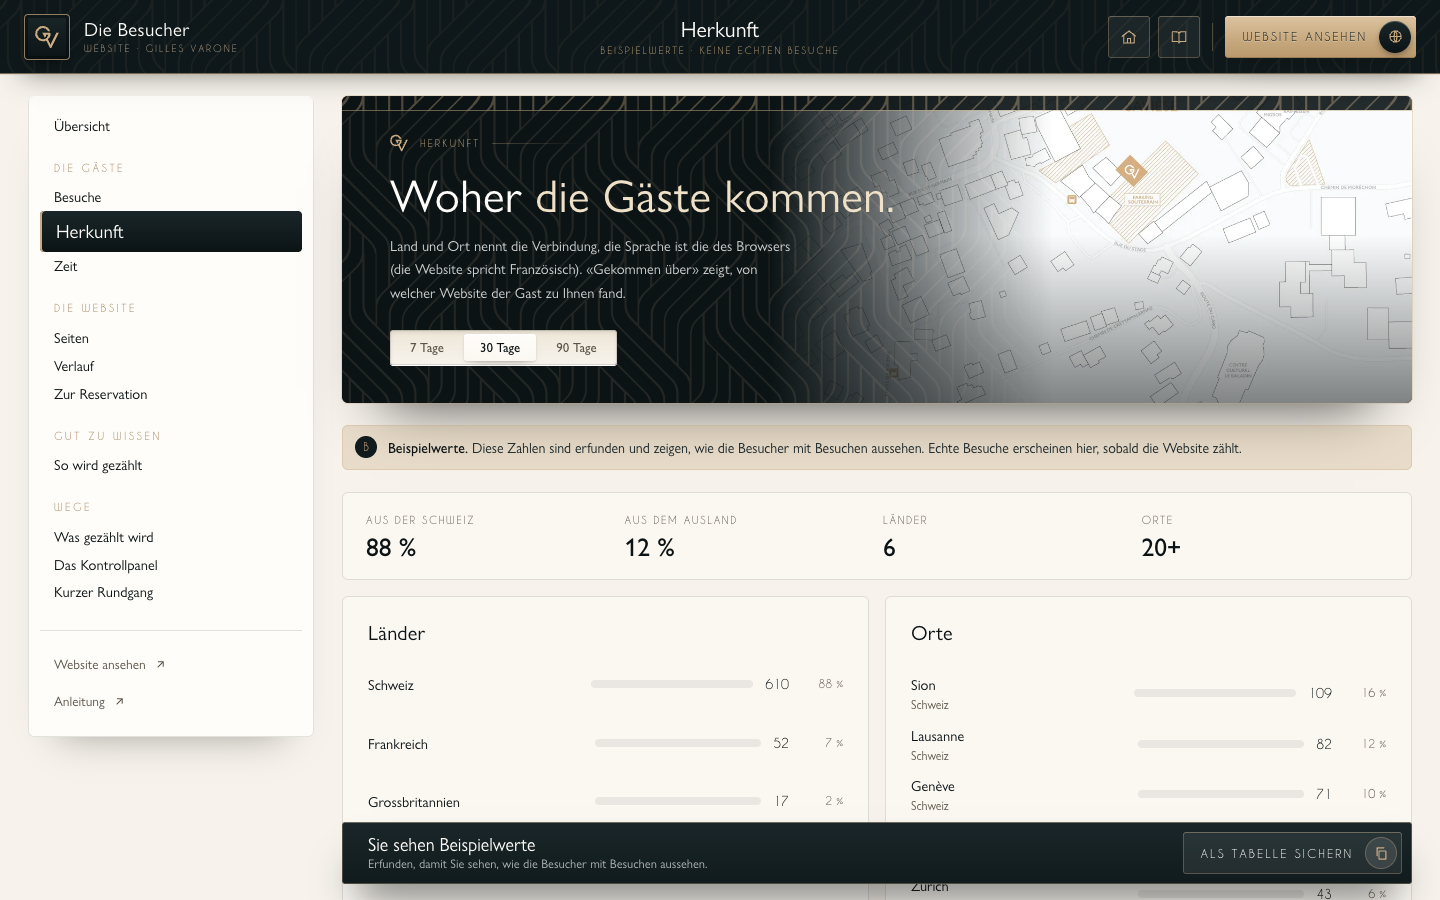 Die Besucher
WEBSITE · GILLES VARONE
Herkunft
BEISPIELWERTE · KEINE ECHTEN BESUCHE
WEBSITE ANSEHEN
Übersicht
DIE GÄSTE
Besuche
Herkunft
Zeit
DIE WEBSITE
Seiten
Verlauf
Zur Reservation
GUT ZU WISSEN
So wird gezählt
WEGE
Was gezählt wird
Das Kontrollpanel
Kurzer Rundgang
Website ansehen
Anleitung
GV HERKUNFT
Woher die Gäste kommen.
Land und Ort nennt die Verbindung, die Sprache ist die des Browsers
(die Website spricht Französisch). «Gekommen über» zeigt, von
welcher Website der Gast zu Ihnen fand.
7 Tage
30 Tage
90 Tage
GV
PARKING
SOUTERRAIN
CENTRE
CULTUREL
B
Beispielwerte. Diese Zahlen sind erfunden und zeigen, wie die Besucher mit Besuchen aussehen. Echte Besuche erscheinen hier, sobald die Website zählt.
AUS DER SCHWEIZ
88 %
AUS DEM AUSLAND
12 %
LÄNDER
6
ORTE
20+
Länder
Schweiz 610 88 %
Frankreich 52 7 %
Grossbritannien 17 2 %
Orte
Sion 109 16 %
Schweiz
Lausanne 82 12 %
Schweiz
Genève 71 10 %
Schweiz
Zürich 43 6 %
Sie sehen Beispielwerte
Erfunden, damit Sie sehen, wie die Besucher mit Besuchen aussehen.
ALS TABELLE SICHERN